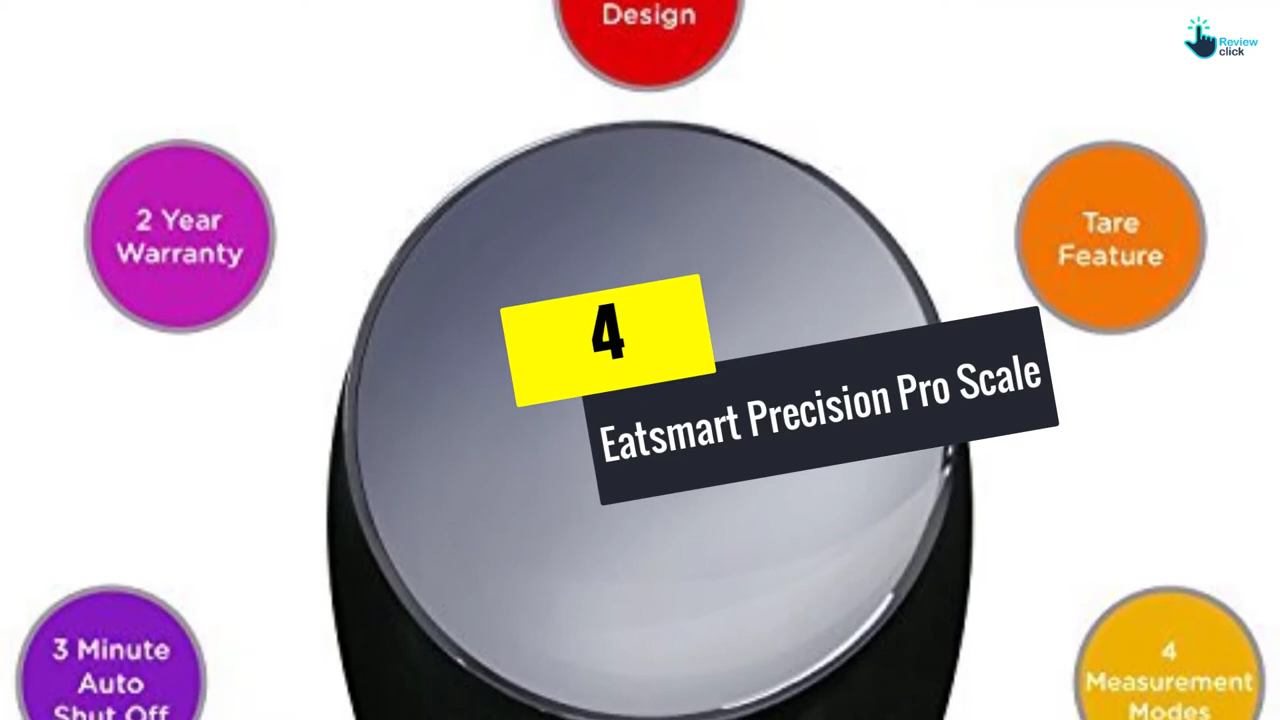 Design
Review
click
2 Year
Warranty
Tare
Feature
4
Eatsmart Precision Pro Scale
3 Minute
Auto
Shut Off
4
Measurement
Modes